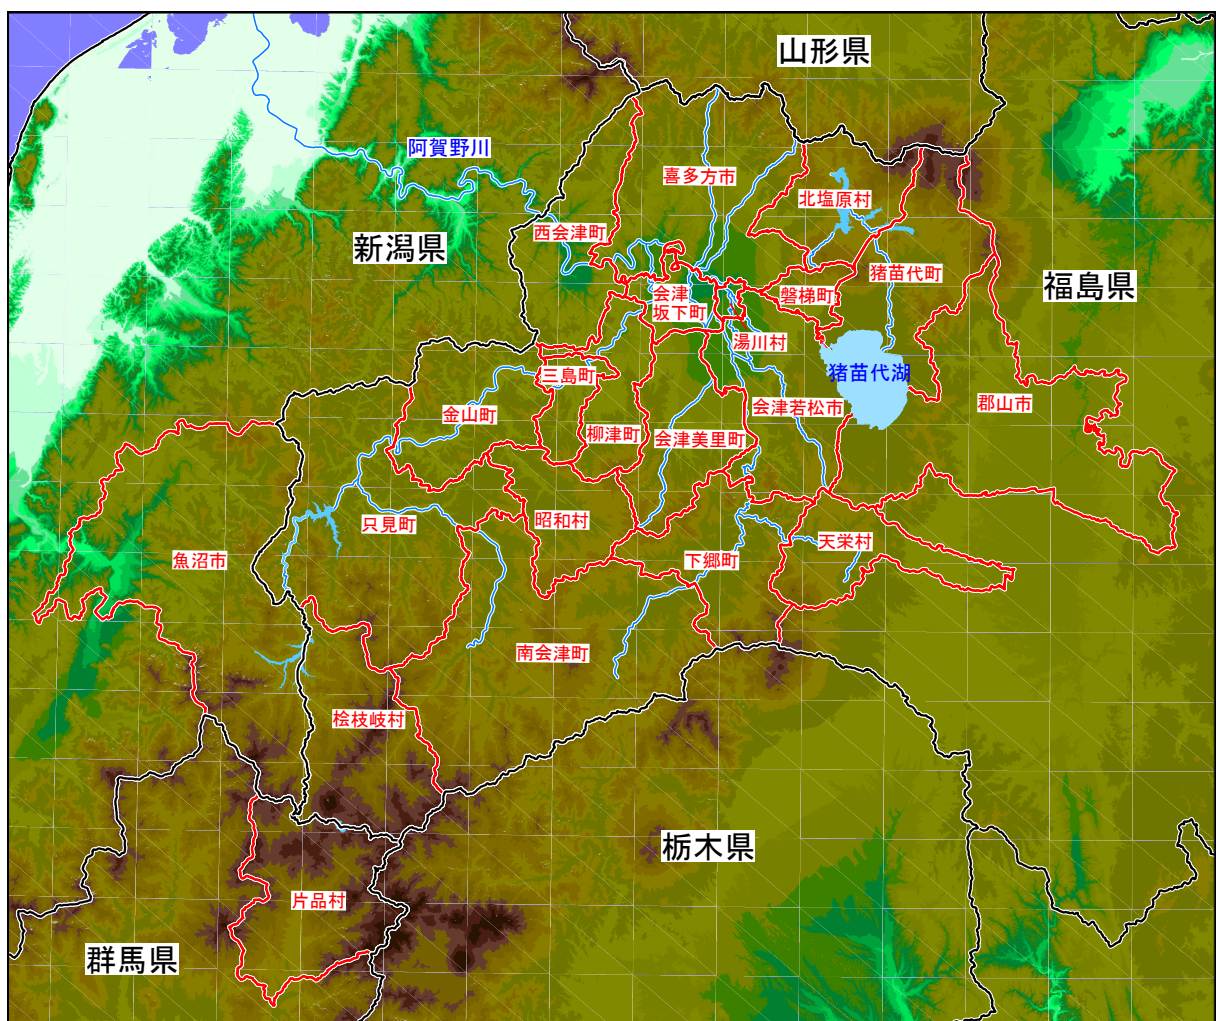 山形県
阿賀野川
喜多方市
北塩原村
西会津町
新潟県
猪苗代町
福島県
会津
坂下町
磐梯町
湯川村
猪苗代湖
三島町
郡山市
会津若松市
金山町
柳津町
会津美里町
只見町
昭和村
天栄村
魚沼市
下郷町
南会津町
桧枝岐村
栃木県
片品村
群馬県